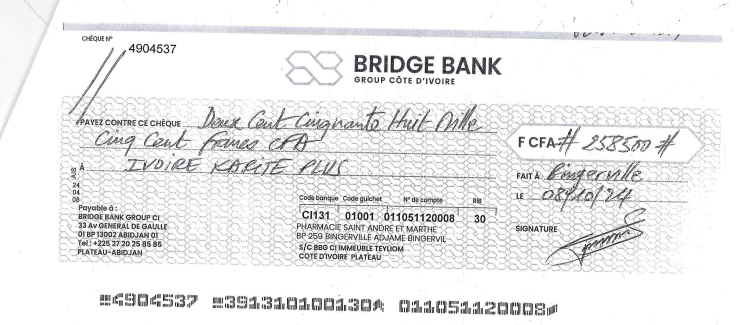 CHÈQUE N°
4904537
BRIDGE BANK
GROUP CÔTE D'IVOIRE
PAYEZ CONTRE CE CHÈQUE Deux Cent Cinquante Huit Mille
Cinq Cent Francs CFA
F CFA # 258500 #
À IVOIRE KARITE PLUS
FAIT À Bingerville
LE 08/10/24
AIS
24
04
08
Payable à :
BRIDGE BANK GROUP CI
33 Av GENERAL DE GAULLE
01 BP 13002 ABIDJAN 01
Tel : +225 27 20 25 85 85
PLATEAU-ABIDJAN
Code banque Code guichet N° de compte RIB
CI131 01001 011051120008 30
PHARMACIE SAINT ANDRE ET MARTHE
BP 259 BINGERVILLE ADJAME BINGERVIL
S/C BBG CI IMMEUBLE TEYLIOM
COTE D'IVOIRE PLATEAU
SIGNATURE
4904537 391310100130 011051120008